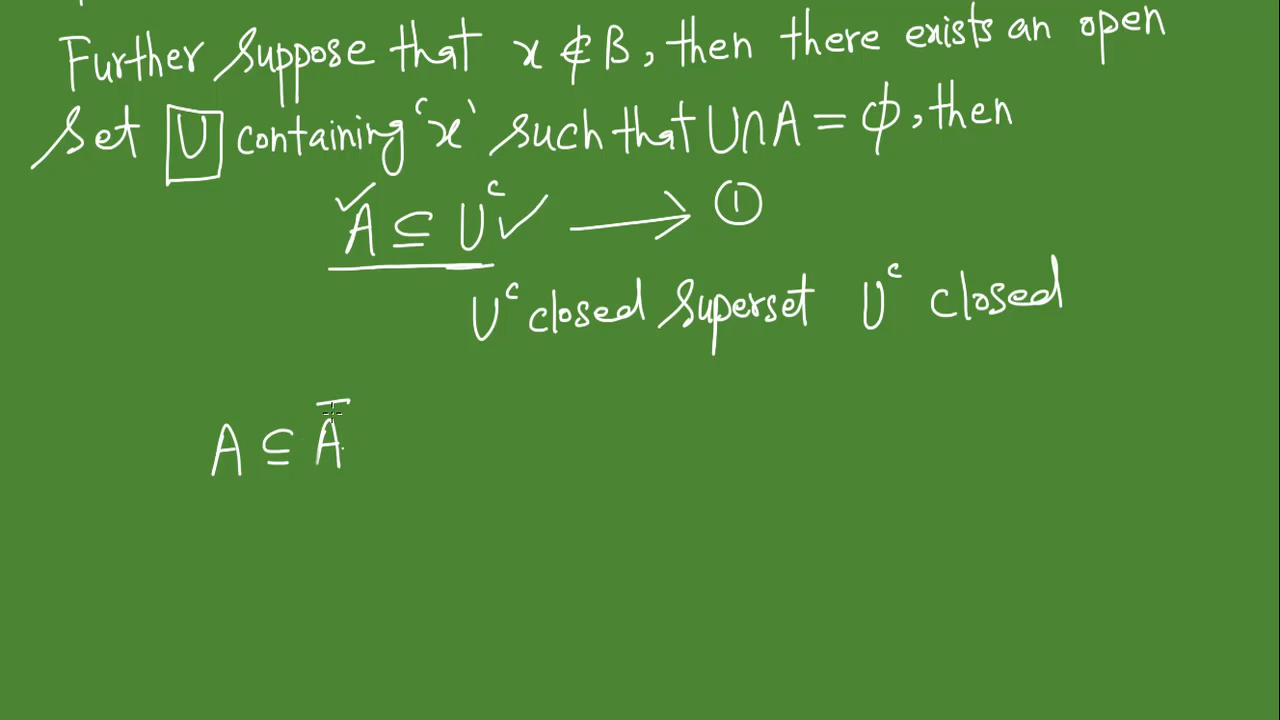 Further suppose that x ∉ B, then there exists an open
set U containing 'x' such that U∩A = ϕ, then
A ⊆ Uᶜ ⟶ ①
Uᶜ closed superset Uᶜ closed
A ⊆ A̅